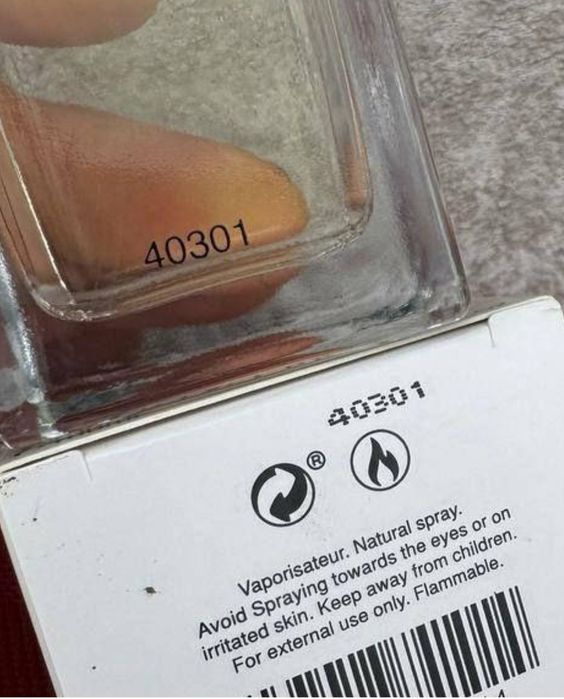 40301
40301
®
Vaporisateur. Natural spray.
Avoid Spraying towards the eyes or on
irritated skin. Keep away from children.
For external use only. Flammable.